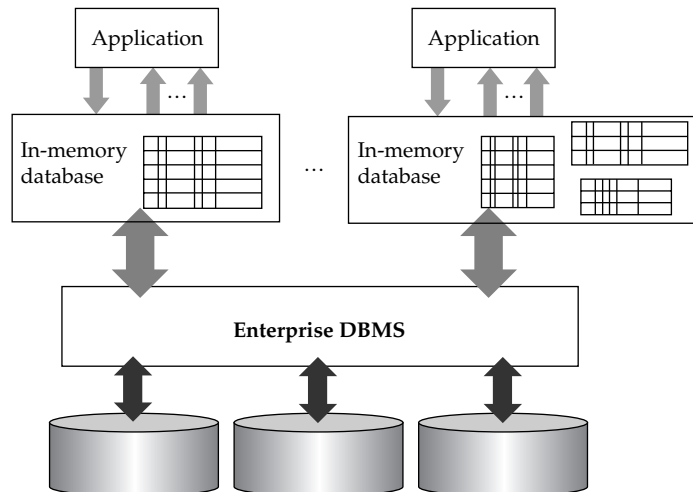 Application
Application
…
…
In-memory
database
…
In-memory
database
Enterprise DBMS